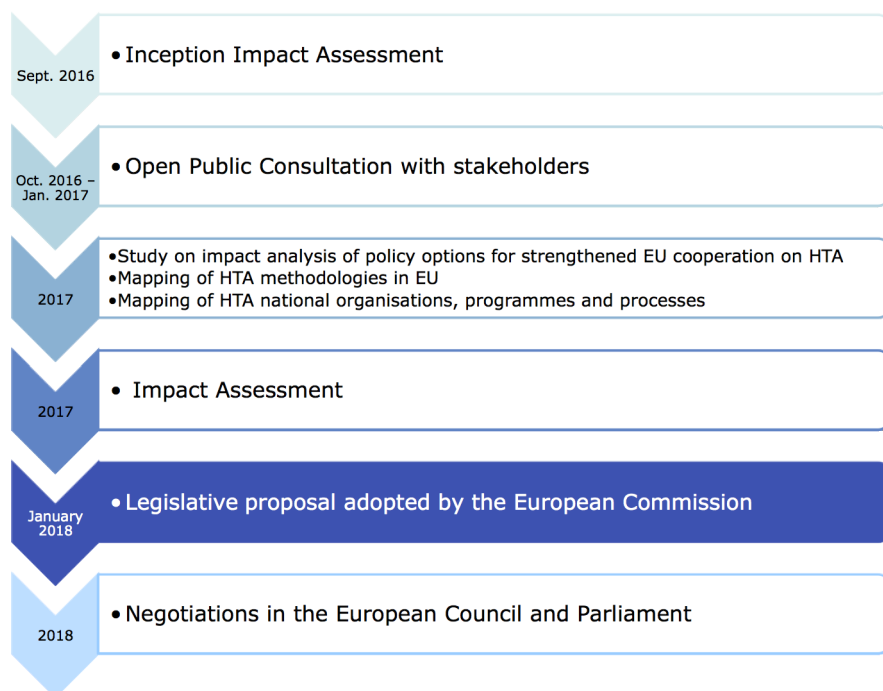 Sept. 2016
• Inception Impact Assessment
Oct. 2016 –
Jan. 2017
• Open Public Consultation with stakeholders
2017
•Study on impact analysis of policy options for strengthened EU cooperation on HTA
•Mapping of HTA methodologies in EU
•Mapping of HTA national organisations, programmes and processes
2017
• Impact Assessment
January
2018
• Legislative proposal adopted by the European Commission
2018
• Negotiations in the European Council and Parliament